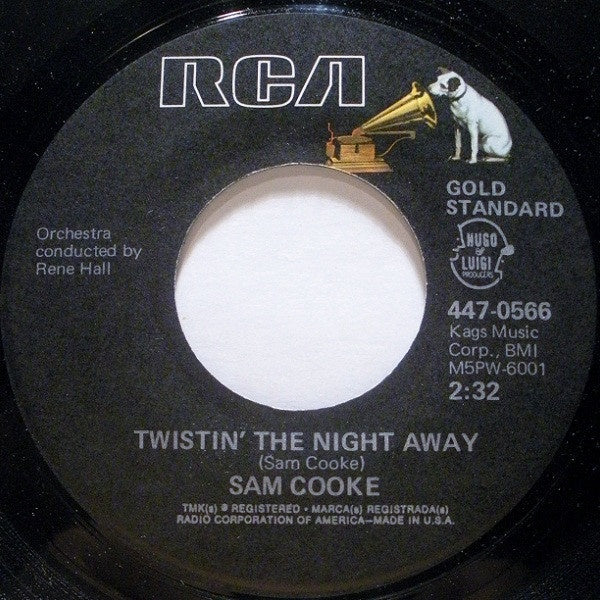 RCA
GOLD
STANDARD
HUGO
&
LUIGI
PRODUCERS
Orchestra
conducted by
Rene Hall
447-0566
Kags Music
Corp., BMI
M5PW-6001
2:32
TWISTIN' THE NIGHT AWAY
(Sam Cooke)
SAM COOKE
TMK(s) ® REGISTERED • MARCA(s) REGISTRADA(s)
RADIO CORPORATION OF AMERICA—MADE IN U.S.A.